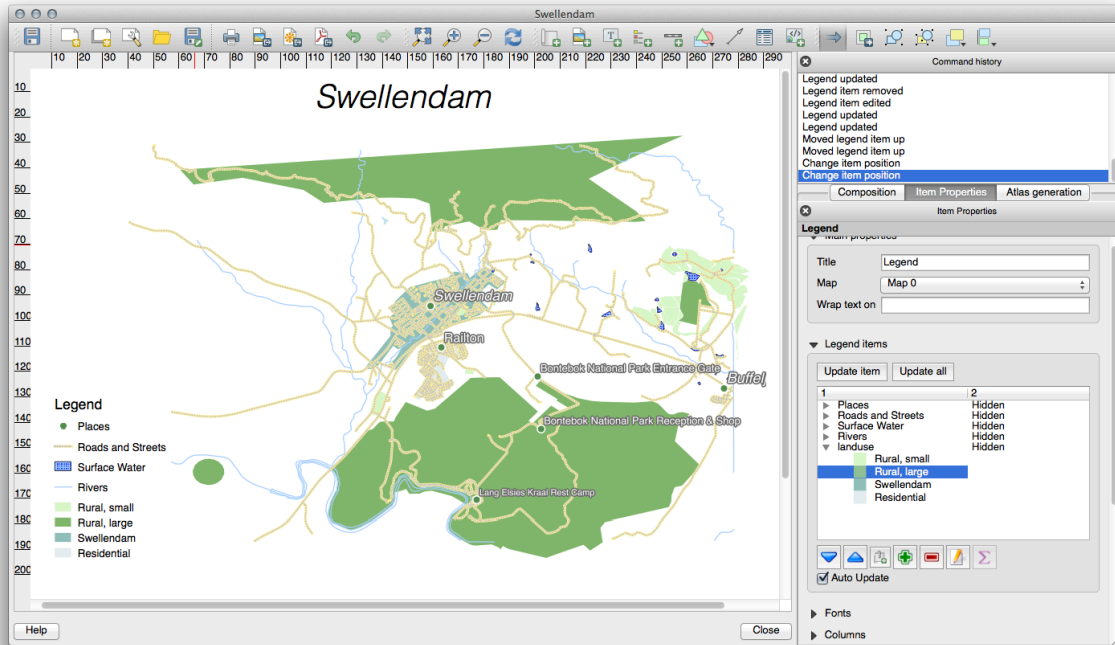 Swellendam
10 20 30 40 50 60 70 80 90 100 110 120 130 140 150 160 170 180 190 200 210 220 230 240 250 260 270 280 290
Command history
Legend updated
Legend item removed
Legend item edited
Legend updated
Legend updated
Moved legend item up
Moved legend item up
Change item position
Change item position
Composition Item Properties Atlas generation
Item Properties
Legend
Main properties
Title Legend
Map Map 0
Wrap text on
Legend items
Update item Update all
1 2
Places Hidden
Roads and Streets Hidden
Surface Water Hidden
Rivers Hidden
landuse Hidden
Rural, small
Rural, large
Swellendam
Residential
Σ
Auto Update
Fonts
Columns
10
20
30
40
50
60
70
80
90
100
110
120
130
140
150
160
170
180
190
200
Swellendam
Swellendam
Railton
Bontebok National Park Entrance Gate
Buffelj
Bontebok National Park Reception & Shop
Lang Elsies Kraal Rest Camp
Legend
Places
Roads and Streets
Surface Water
Rivers
Rural, small
Rural, large
Swellendam
Residential
Help Close